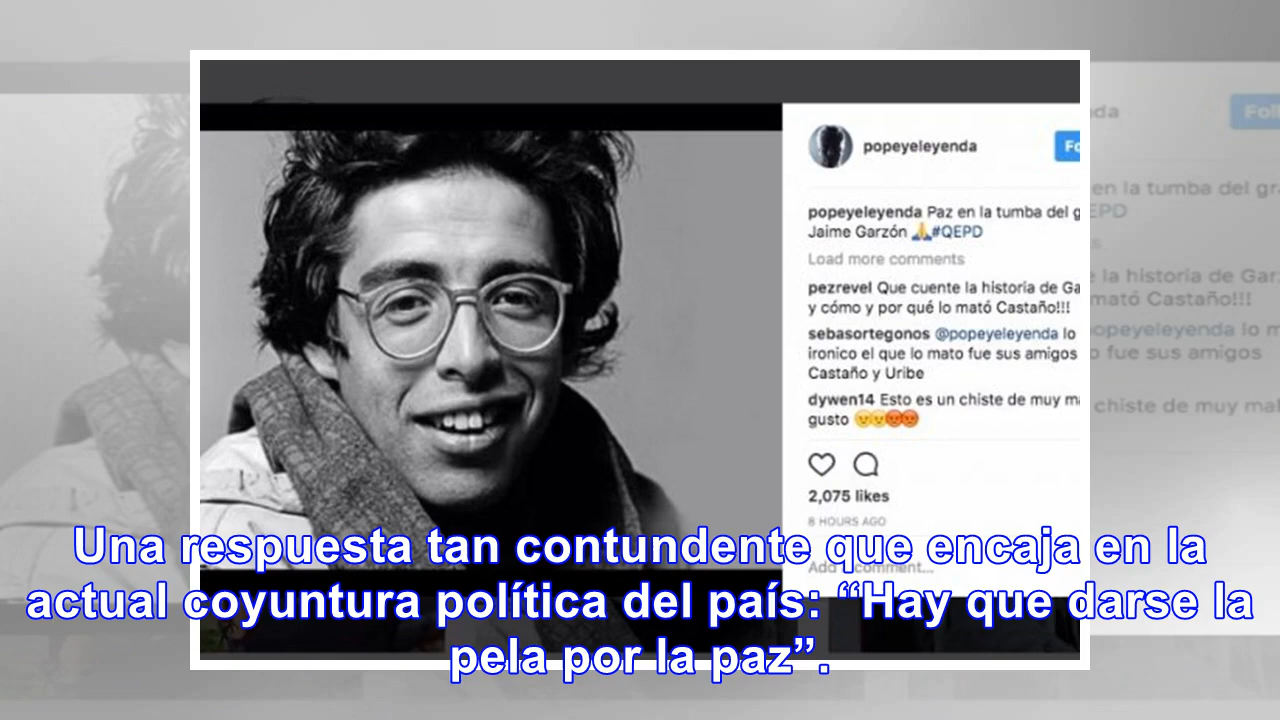 popeyeleyenda
popeyeleyenda Paz en la tumba del
Jaime Garzón 🙏#QEPD
Load more comments
pezrevel Que cuente la historia de
y cómo y por qué lo mató Castaño!!!
sebasortegonos @popeyeleyenda lo
ironico el que lo mato fue sus amigos
Castaño y Uribe
dywen14 Esto es un chiste de muy
gusto 😠😠😡😡
2,075 likes
8 HOURS AGO
Add a comment...
Una respuesta tan contundente que encaja en la
actual coyuntura política del país: “Hay que darse la
pela por la paz”.